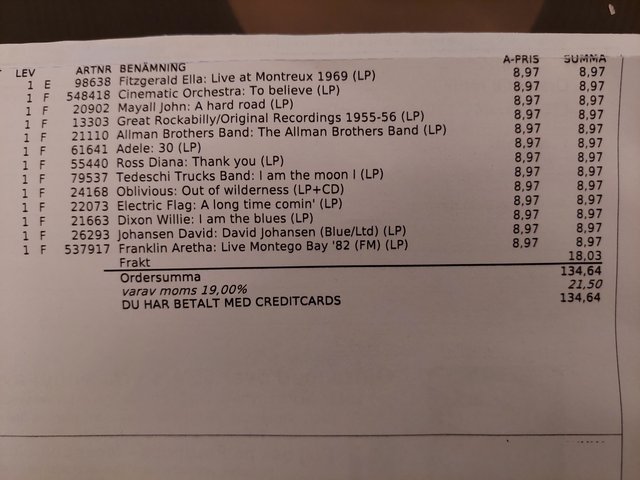 LEV ARTNR BENÄMNING A-PRIS SUMMA
1 E 98638 Fitzgerald Ella: Live at Montreux 1969 (LP) 8,97 8,97
1 F 548418 Cinematic Orchestra: To believe (LP) 8,97 8,97
1 F 20902 Mayall John: A hard road (LP) 8,97 8,97
1 F 13303 Great Rockabilly/Original Recordings 1955-56 (LP) 8,97 8,97
1 F 21110 Allman Brothers Band: The Allman Brothers Band (LP) 8,97 8,97
1 F 61641 Adele: 30 (LP) 8,97 8,97
1 F 55440 Ross Diana: Thank you (LP) 8,97 8,97
1 F 79537 Tedeschi Trucks Band: I am the moon I (LP) 8,97 8,97
1 F 24168 Oblivious: Out of wilderness (LP+CD) 8,97 8,97
1 F 22073 Electric Flag: A long time comin' (LP) 8,97 8,97
1 F 21663 Dixon Willie: I am the blues (LP) 8,97 8,97
1 F 26293 Johansen David: David Johansen (Blue/Ltd) (LP) 8,97 8,97
1 F 537917 Franklin Aretha: Live Montego Bay '82 (FM) (LP) 8,97 8,97
Frakt 18,03
Ordersumma 134,64
varav moms 19,00% 21,50
DU HAR BETALT MED CREDITCARDS 134,64